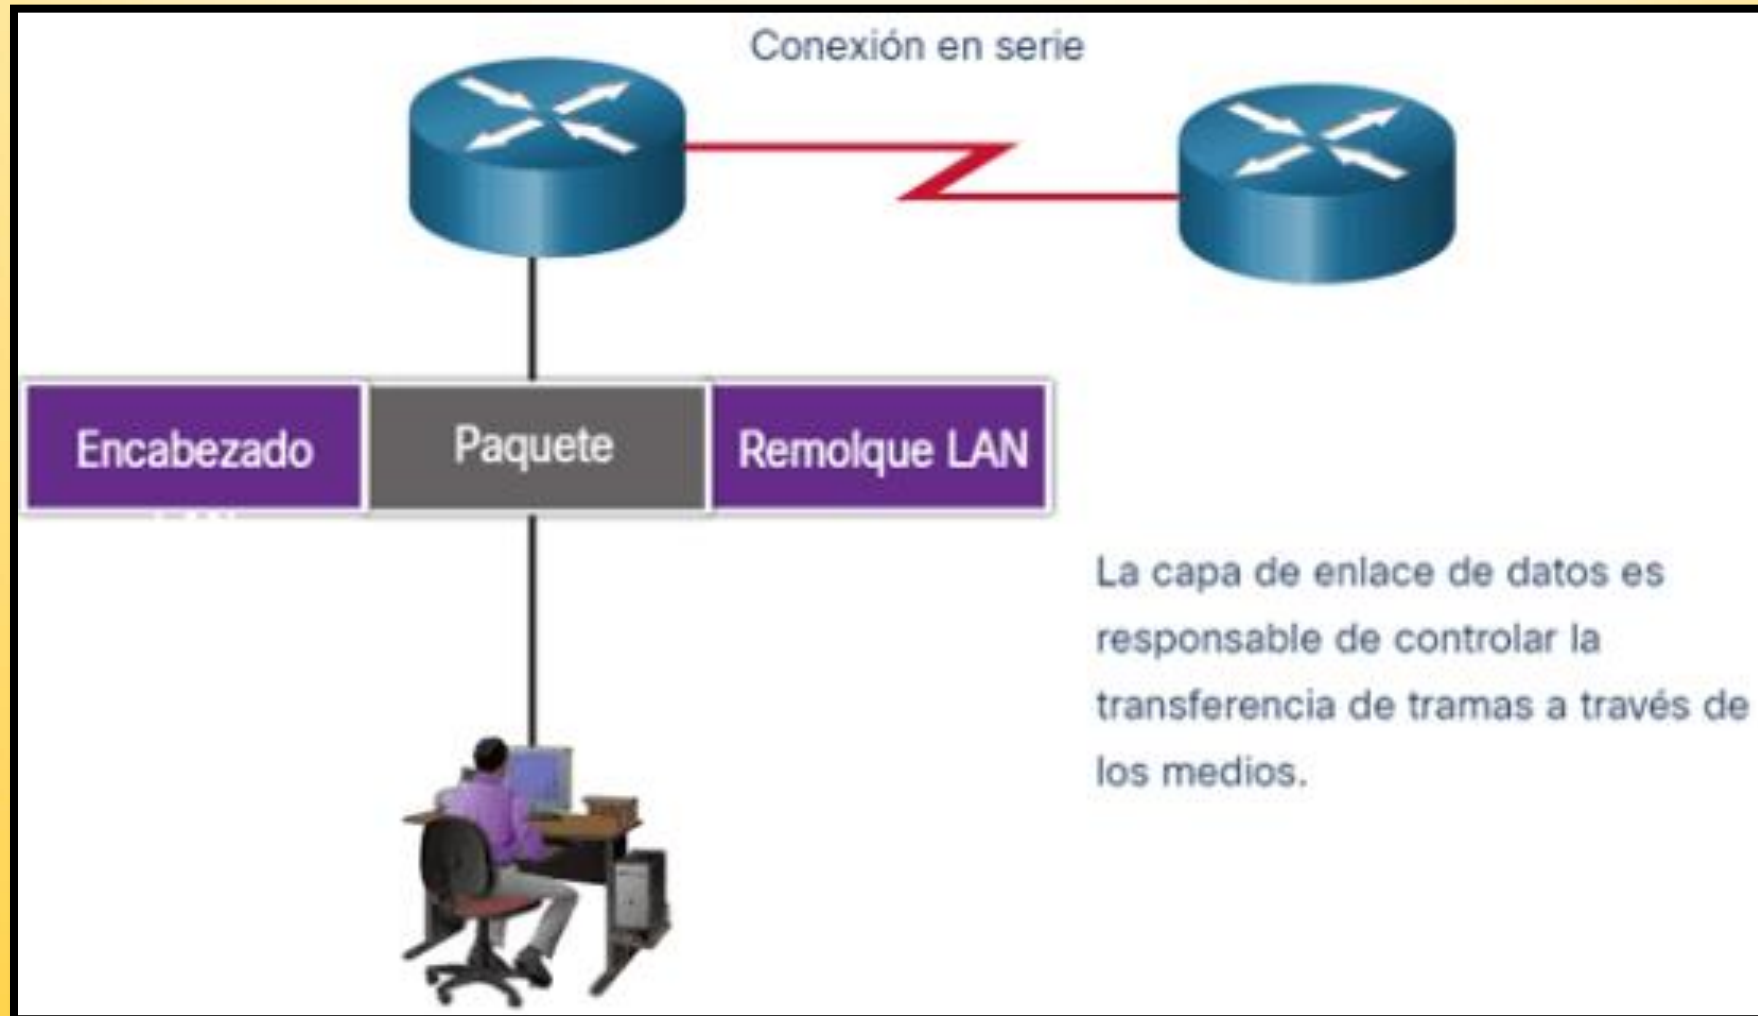 Conexión en serie
Encabezado
Paquete
Remolque LAN
La capa de enlace de datos es
responsable de controlar la
transferencia de tramas a través de
los medios.